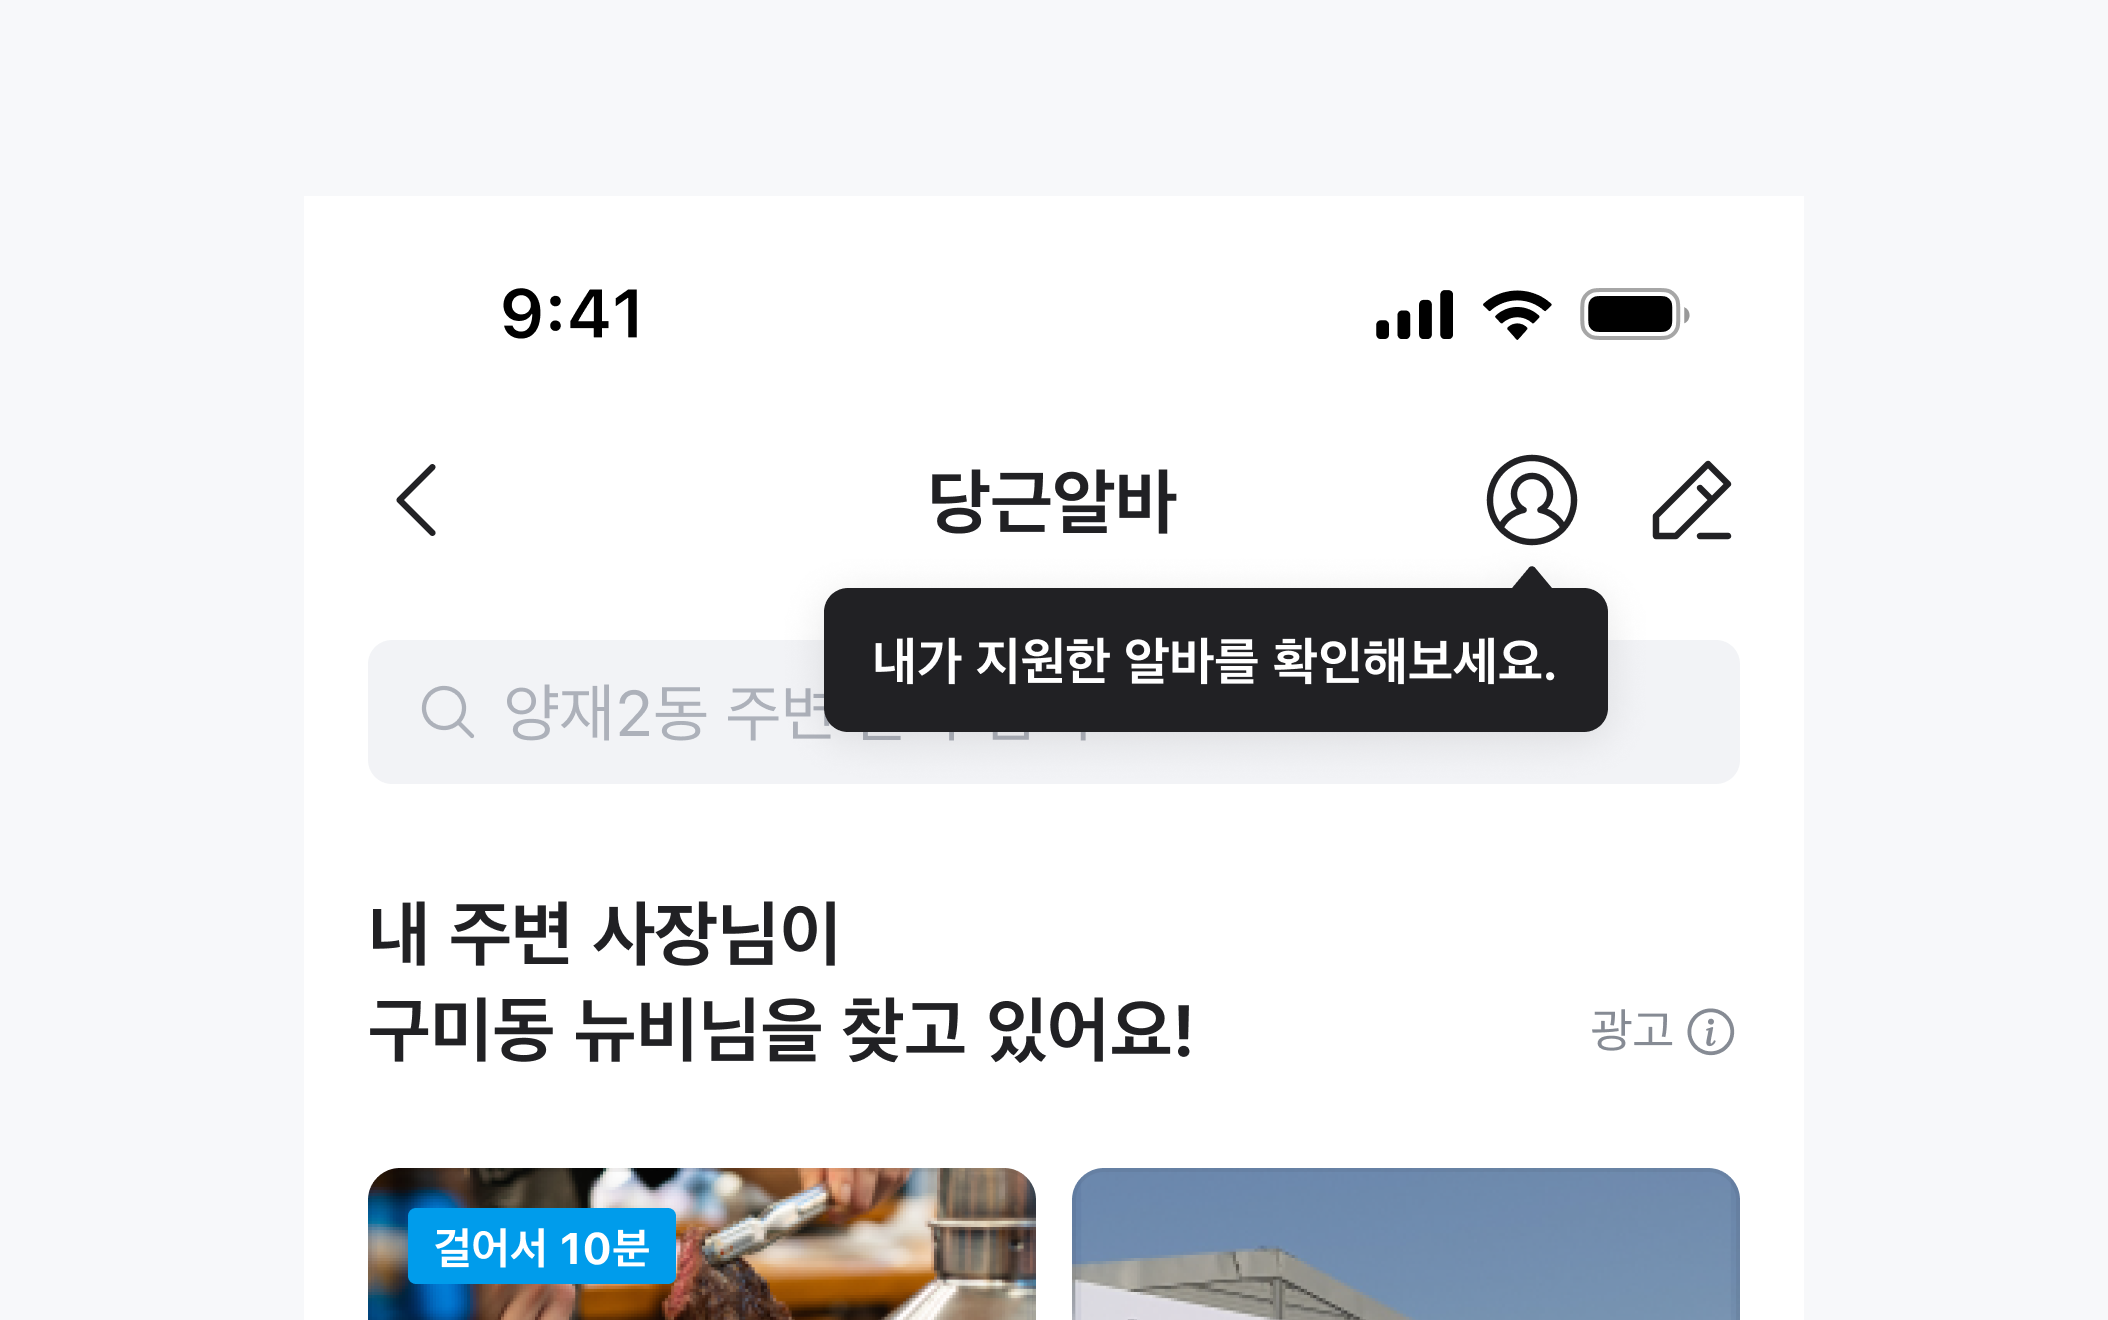 9:41
당근알바
내가 지원한 알바를 확인해보세요.
양재2동 주변
내 주변 사장님이
구미동 뉴비님을 찾고 있어요!
광고
걸어서 10분